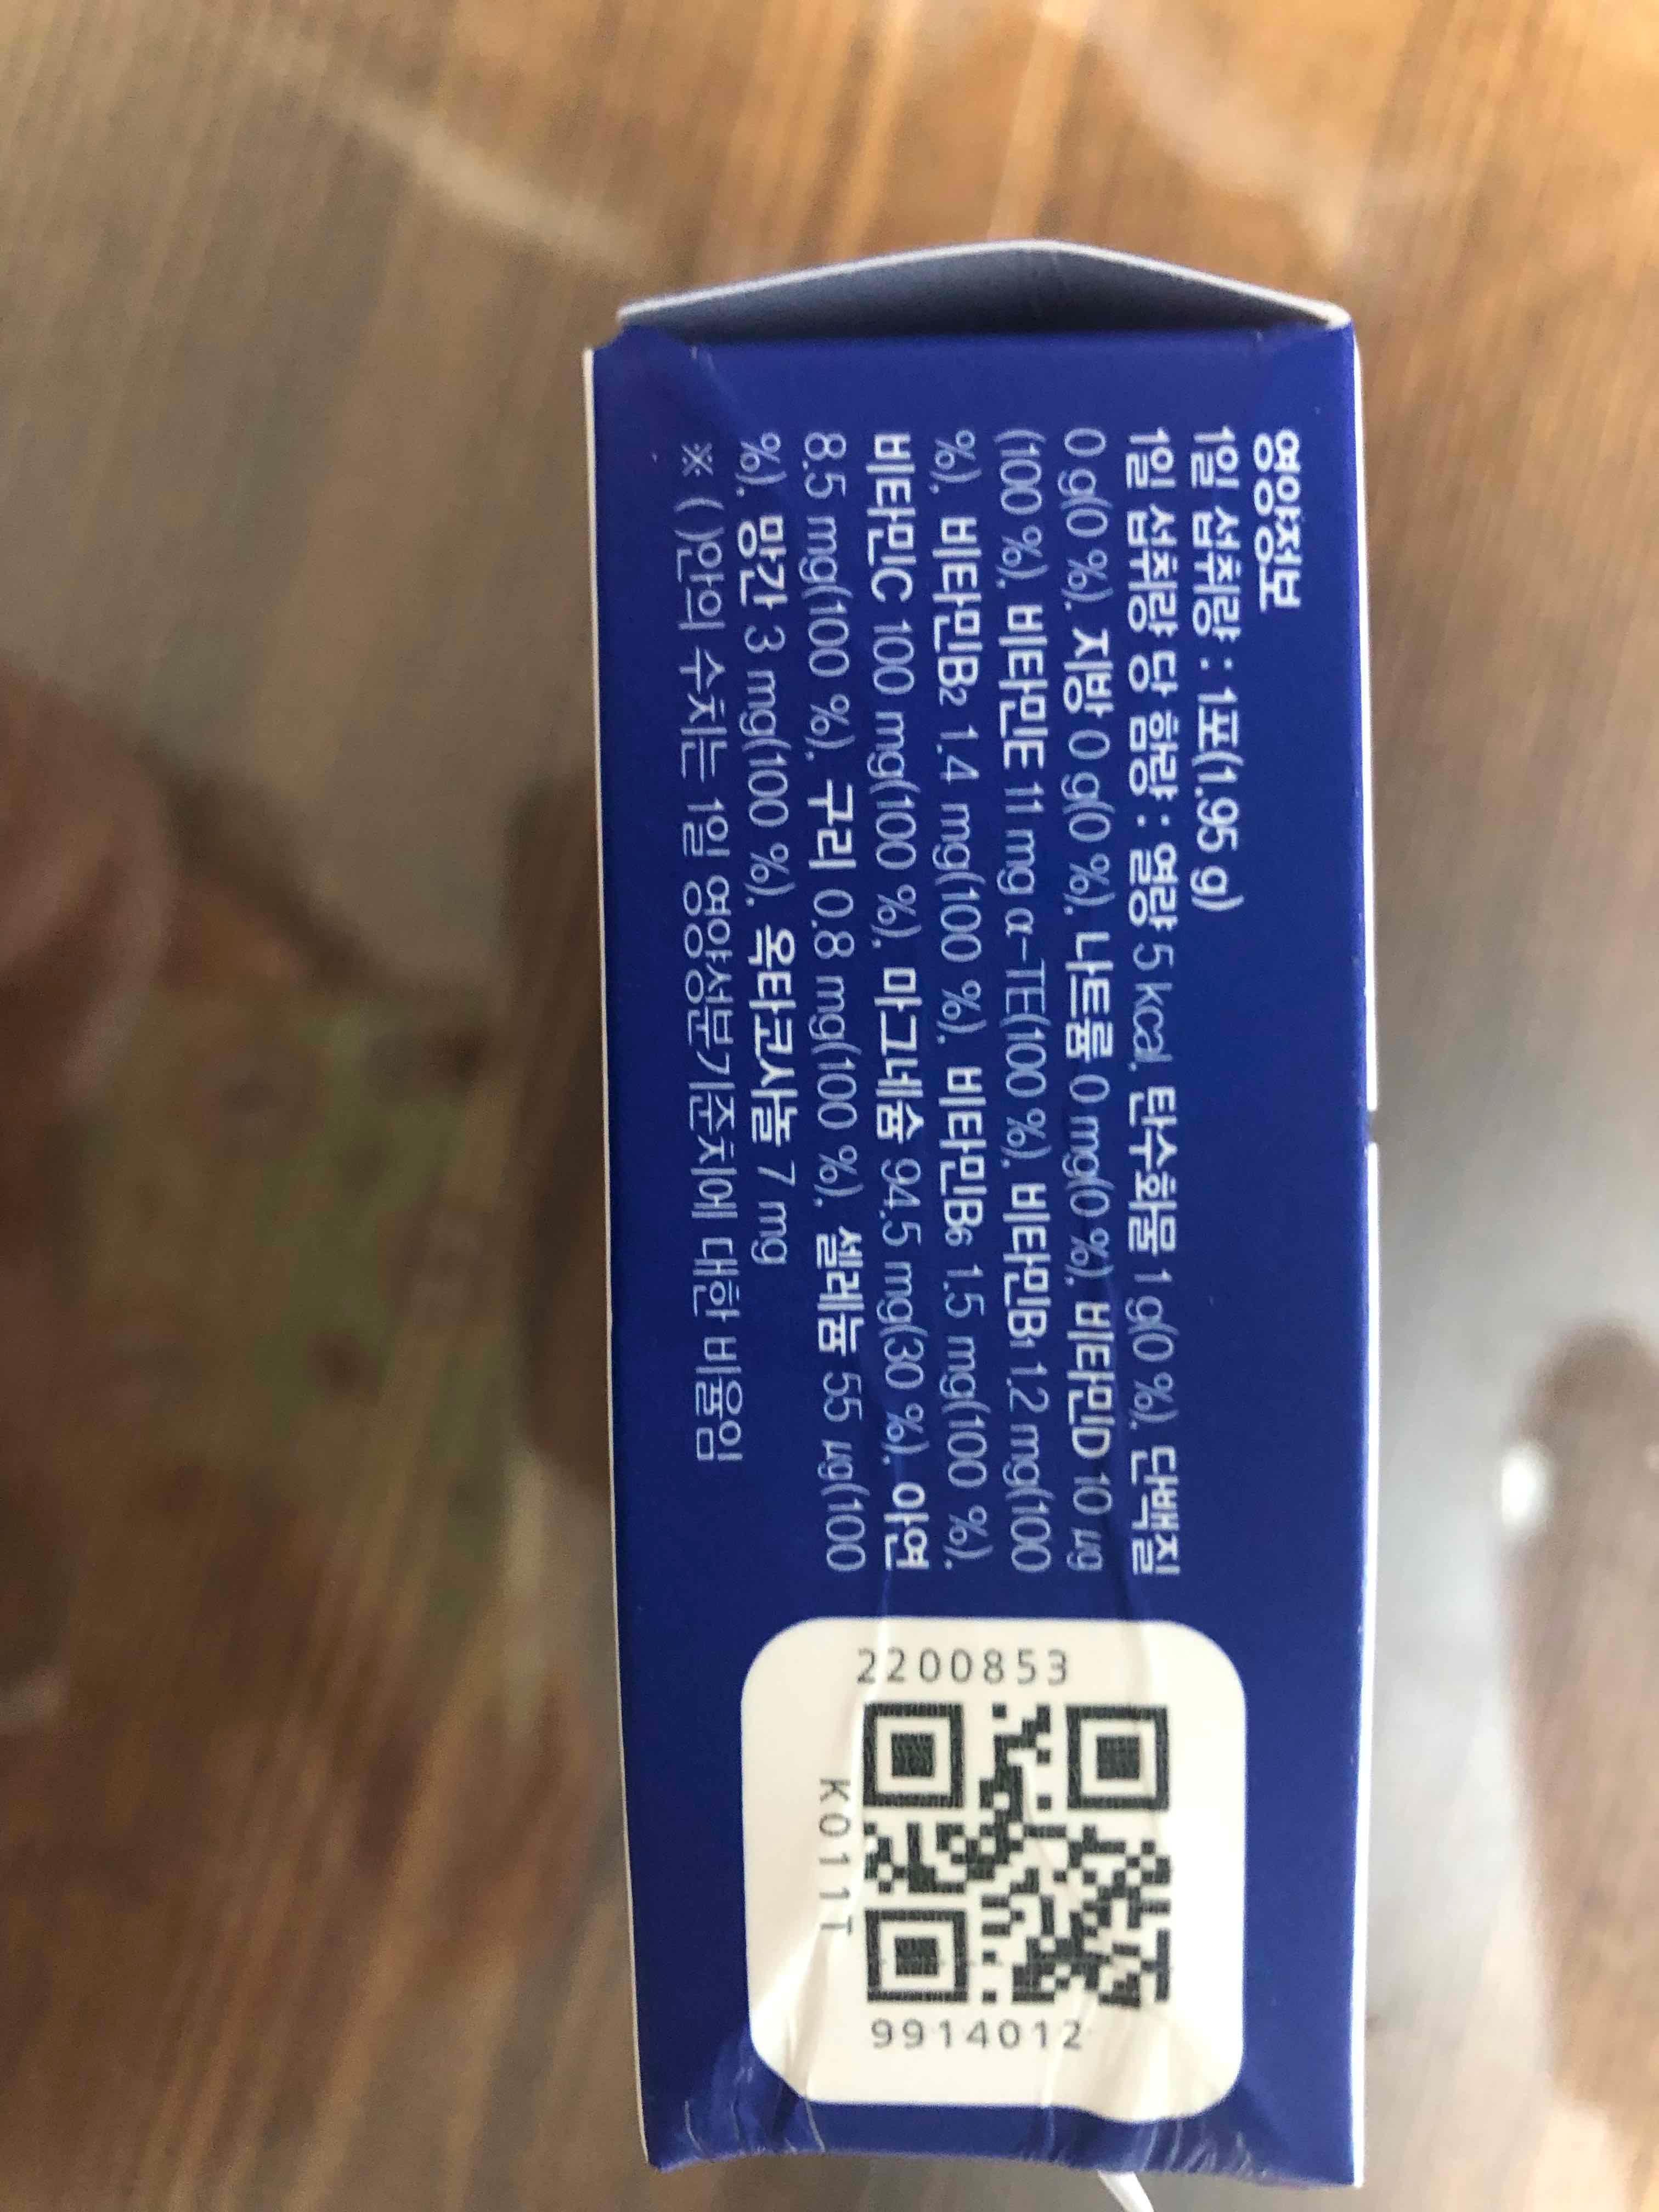 영양정보
1일 섭취량 : 1포(1.95 g)
1일 섭취량 당 함량 : 열량 5 kcal, 탄수화물 1 g(0 %), 단백질
0 g(0 %), 지방 0 g(0 %), 나트륨 0 mg(0 %), 비타민D 10 µg
(100 %), 비타민E 11 mg α-TE(100 %), 비타민B1 1.2 mg(100
%), 비타민B2 1.4 mg(100 %), 비타민B6 1.5 mg(100 %),
비타민C 100 mg(100 %), 마그네슘 94.5 mg(30 %), 아연
8.5 mg(100 %), 구리 0.8 mg(100 %), 셀레늄 55 µg(100
%), 망간 3 mg(100 %), 옥타코사놀 7 mg
※ ( )안의 수치는 1일 영양성분기준치에 대한 비율임
2200853
K011T
9914012